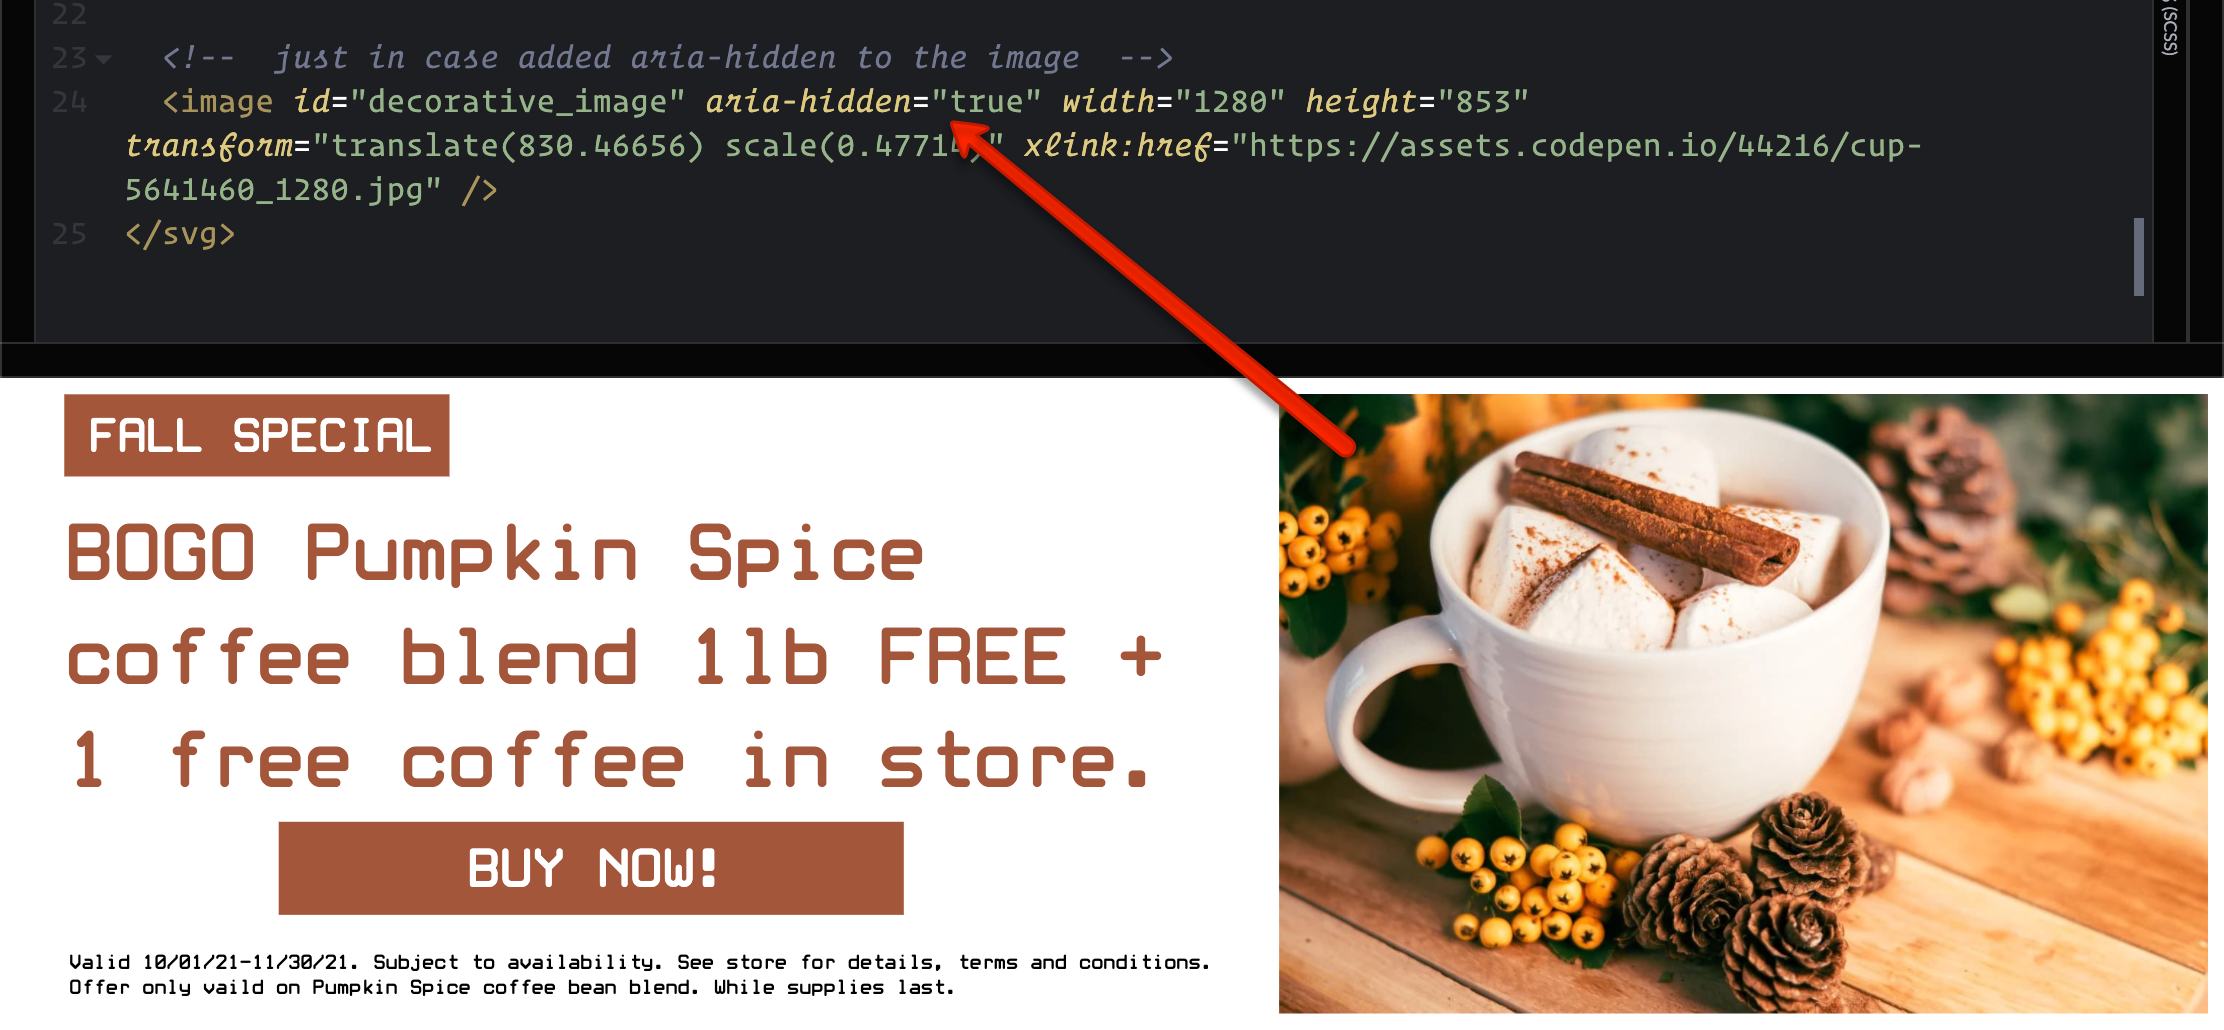 22
23 <!--  just in case added aria-hidden to the image  -->
24 <image id="decorative_image" aria-hidden="true" width="1280" height="853"
transform="translate(830.46656) scale(0.4771 )" xlink:href="https://assets.codepen.io/44216/cup-
5641460_1280.jpg" />
25 </svg>
(SCSS)
FALL SPECIAL
BOGO Pumpkin Spice
coffee blend 1lb FREE +
1 free coffee in store.
BUY NOW!
Valid 10/01/21-11/30/21. Subject to availability. See store for details, terms and conditions.
Offer only vaild on Pumpkin Spice coffee bean blend. While supplies last.